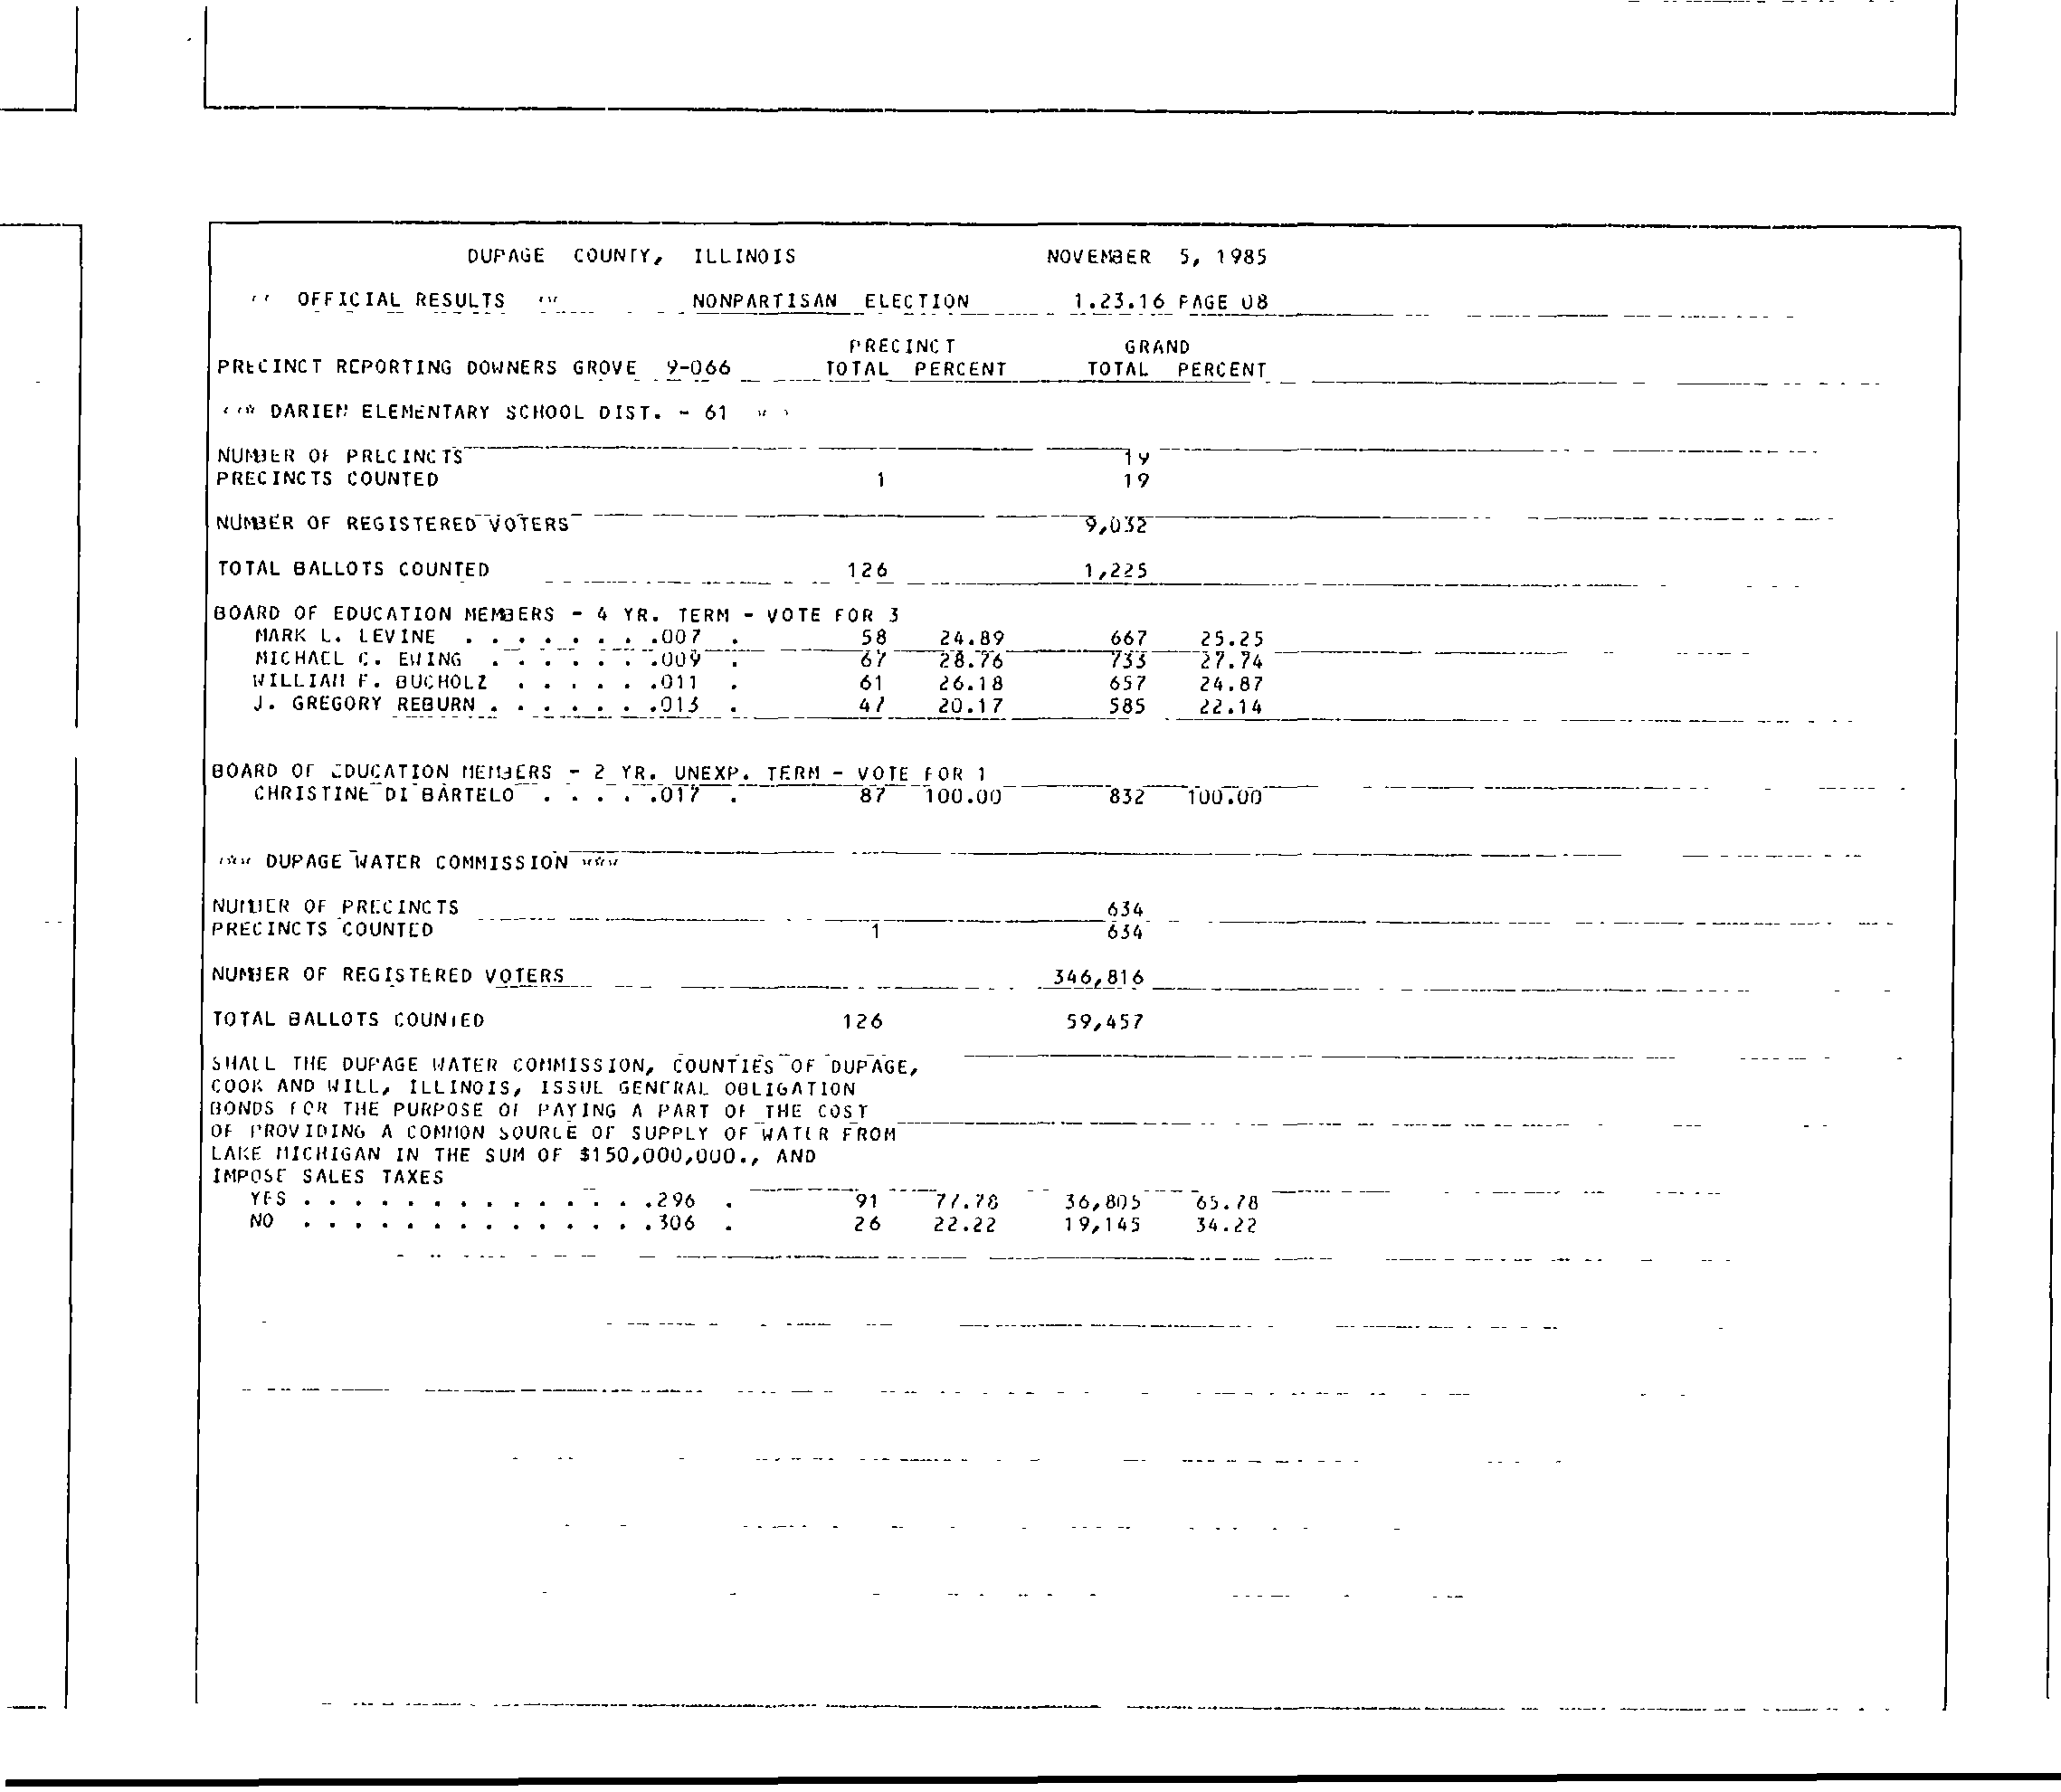 DUPAGE COUNTY, ILLINOIS NOVEMBER 5, 1985
OFFICIAL RESULTS NONPARTISAN ELECTION 1.23.16 PAGE 08
PRECINCT GRAND
PRECINCT REPORTING DOWNERS GROVE 9-066 TOTAL PERCENT TOTAL PERCENT
DARIEN ELEMENTARY SCHOOL DIST. - 61
NUMBER OF PRECINCTS 19
PRECINCTS COUNTED 1 19
NUMBER OF REGISTERED VOTERS 9,032
TOTAL BALLOTS COUNTED 126 1,225
BOARD OF EDUCATION MEMBERS - 4 YR. TERM - VOTE FOR 3
MARK L. LEVINE . . . . . . . .007 . 58 24.89 667 25.25
MICHAEL C. EWING . . . . . . .009 . 67 28.76 733 27.74
WILLIAM F. BUCHOLZ . . . . . .011 . 61 26.18 657 24.87
J. GREGORY REBURN . . . . . . .013 . 47 20.17 585 22.14
BOARD OF EDUCATION MEMBERS - 2 YR. UNEXP. TERM - VOTE FOR 1
CHRISTINE DI BARTELO . . . . .017 . 87 100.00 832 100.00
*** DUPAGE WATER COMMISSION ***
NUMBER OF PRECINCTS 634
PRECINCTS COUNTED 1 634
NUMBER OF REGISTERED VOTERS 346,816
TOTAL BALLOTS COUNTED 126 59,457
SHALL THE DUPAGE WATER COMMISSION, COUNTIES OF DUPAGE,
COOK AND WILL, ILLINOIS, ISSUE GENERAL OBLIGATION
BONDS FOR THE PURPOSE OF PAYING A PART OF THE COST
OF PROVIDING A COMMON SOURCE OF SUPPLY OF WATER FROM
LAKE MICHIGAN IN THE SUM OF $150,000,000., AND
IMPOSE SALES TAXES
YES . . . . . . . . . . . . . .296 . 91 77.78 36,805 65.78
NO . . . . . . . . . . . . . .306 . 26 22.22 19,145 34.22